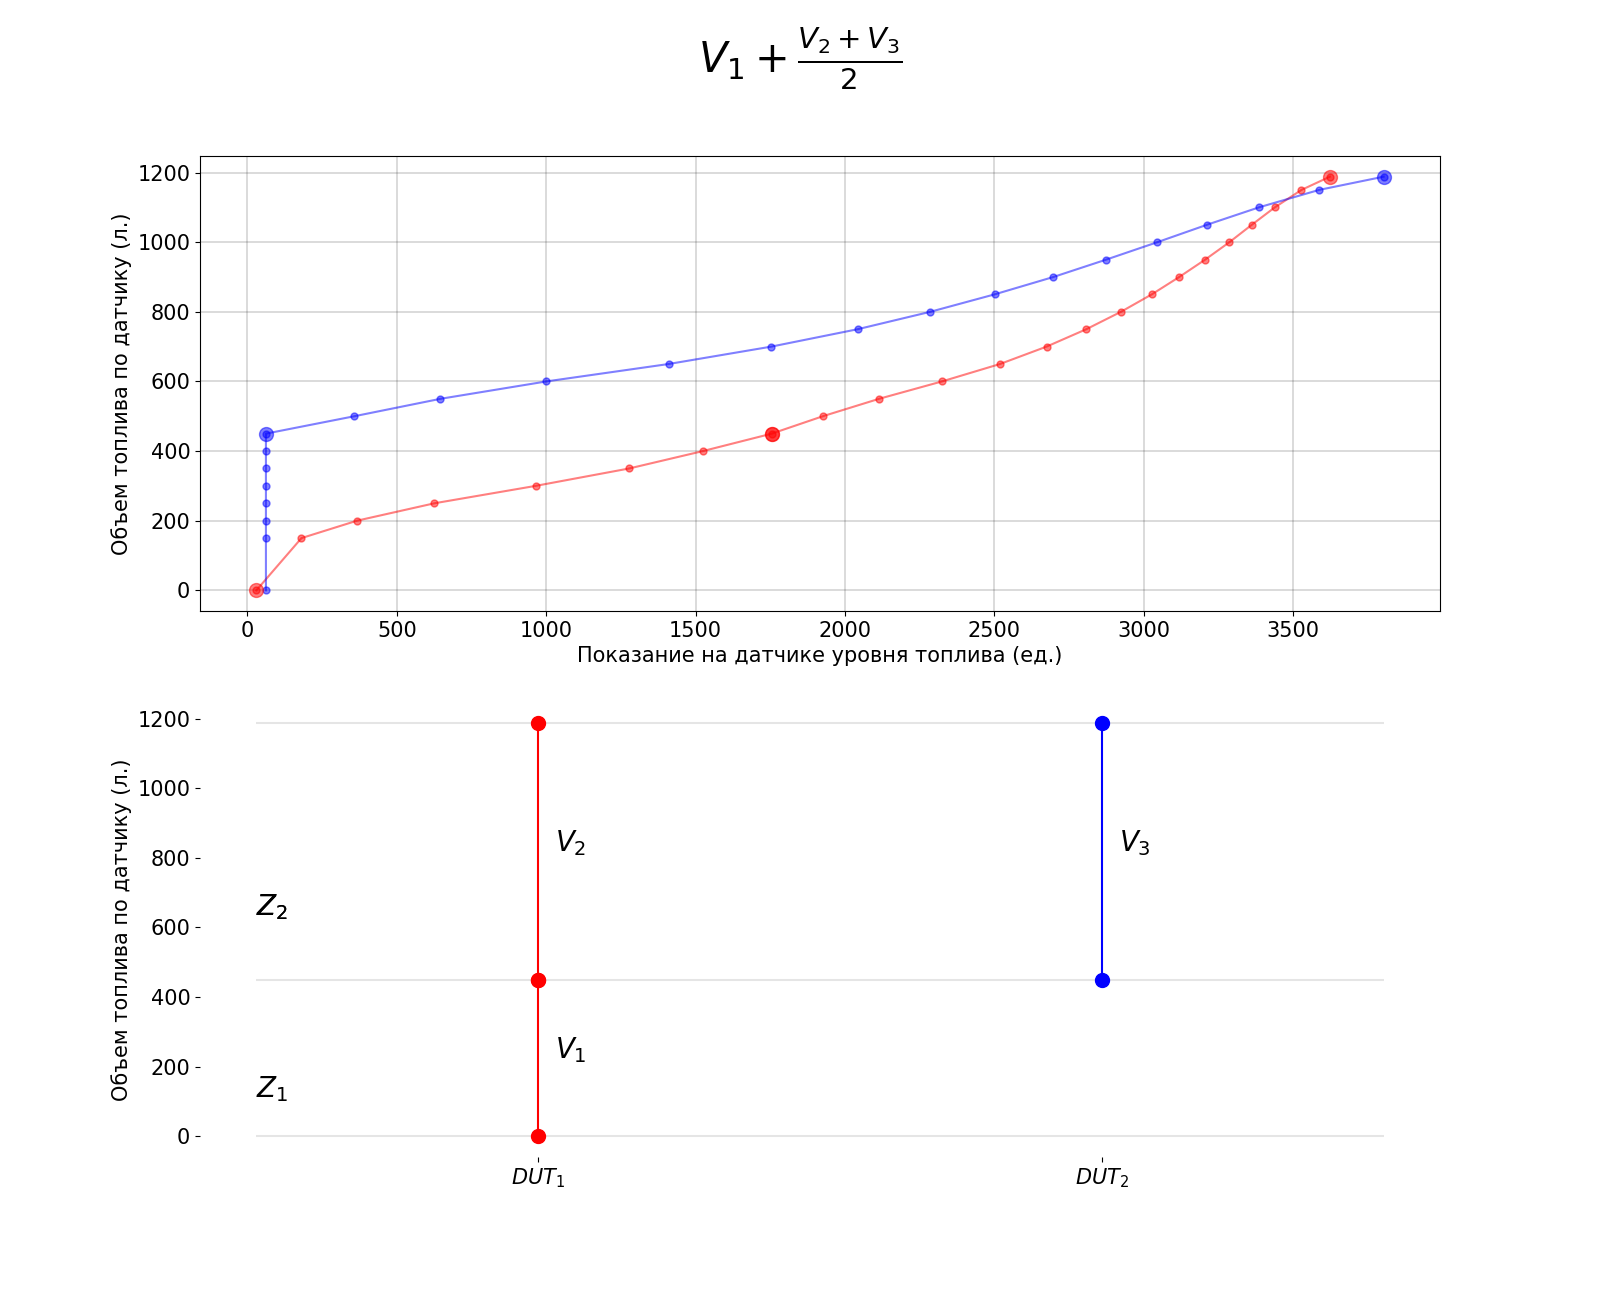 V₁ + (V₂ + V₃)/2
1200
1000
800
600
400
200
0
Объем топлива по датчику (л.)
0 500 1000 1500 2000 2500 3000 3500
Показание на датчике уровня топлива (ед.)
1200
1000
800
600
400
200
0
Объем топлива по датчику (л.)
V₂
V₃
Z₂
V₁
Z₁
DUT₁ DUT₂